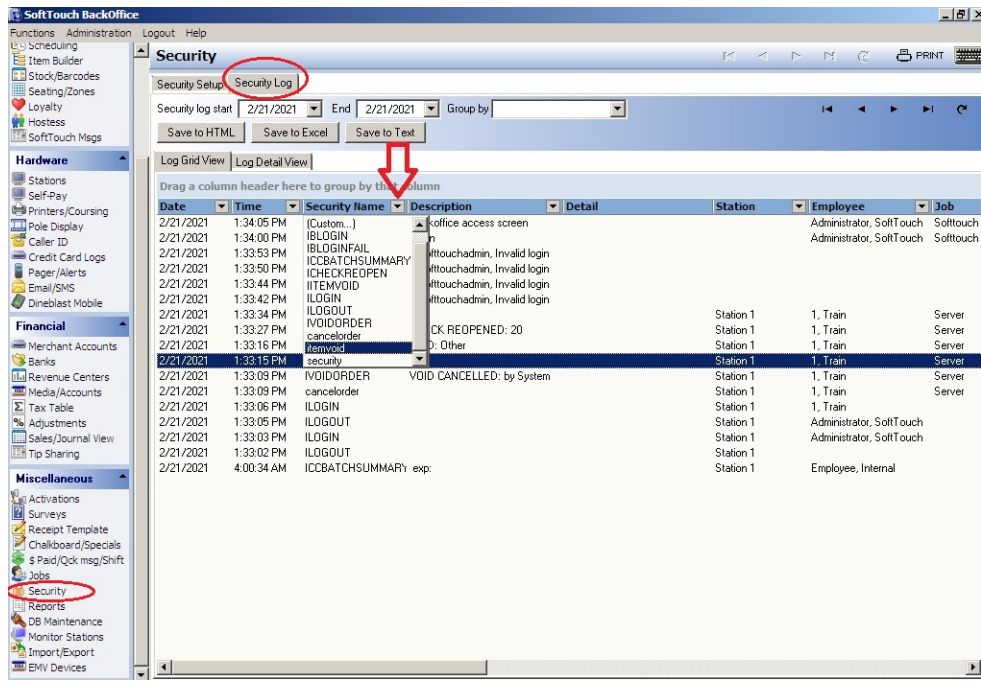 SoftTouch BackOffice
Functions Administration Logout Help
Scheduling
Item Builder
Stock/Barcodes
Seating/Zones
Loyalty
Hostess
SoftTouch Msgs
Hardware
Stations
Self-Pay
Printers/Coursing
Pole Display
Caller ID
Credit Card Logs
Pager/Alerts
Email/SMS
Dineblast Mobile
Financial
Merchant Accounts
Banks
Revenue Centers
Media/Accounts
Tax Table
Adjustments
Sales/Journal View
Tip Sharing
Miscellaneous
Activations
Surveys
Receipt Template
Chalkboard/Specials
$ Paid/Qck msg/Shift
Jobs
Security
Reports
DB Maintenance
Monitor Stations
Import/Export
EMV Devices
Security PRINT
Security Setup Security Log
Security log start 2/21/2021 End 2/21/2021 Group by
Save to HTML Save to Excel Save to Text
Log Grid View Log Detail View
Drag a column header here to group by that column
Date Time Security Name Description Detail Station Employee Job
2/21/2021 1:34:05 PM (Custom...) koffice access screen Administrator, SoftTouch Softtouch
2/21/2021 1:34:00 PM IBLOGIN n Administrator, SoftTouch Softtouch
2/21/2021 1:33:53 PM IBLOGINFAIL fttouchadmin, Invalid login
ICCBATCHSUMMARY
2/21/2021 1:33:50 PM ICHECKREOPEN fttouchadmin, Invalid login
2/21/2021 1:33:44 PM IITEMVOID fttouchadmin, Invalid login
2/21/2021 1:33:42 PM ILOGIN fttouchadmin, Invalid login
2/21/2021 1:33:34 PM ILOGOUT Station 1 1, Train Server
2/21/2021 1:33:27 PM IVOIDORDER CK REOPENED: 20 Station 1 1, Train Server
cancelorder
2/21/2021 1:33:16 PM itemvoid D: Other Station 1 1, Train Server
2/21/2021 1:33:15 PM security Station 1 1, Train Server
2/21/2021 1:33:09 PM IVOIDORDER VOID CANCELLED: by System Station 1 1, Train Server
2/21/2021 1:33:09 PM cancelorder Station 1 1, Train Server
2/21/2021 1:33:06 PM ILOGIN Station 1 1, Train
2/21/2021 1:33:05 PM ILOGOUT Station 1 Administrator, SoftTouch
2/21/2021 1:33:03 PM ILOGIN Station 1 Administrator, SoftTouch
2/21/2021 1:33:02 PM ILOGOUT Station 1
2/21/2021 4:00:34 AM ICCBATCHSUMMARY exp: Station 1 Employee, Internal